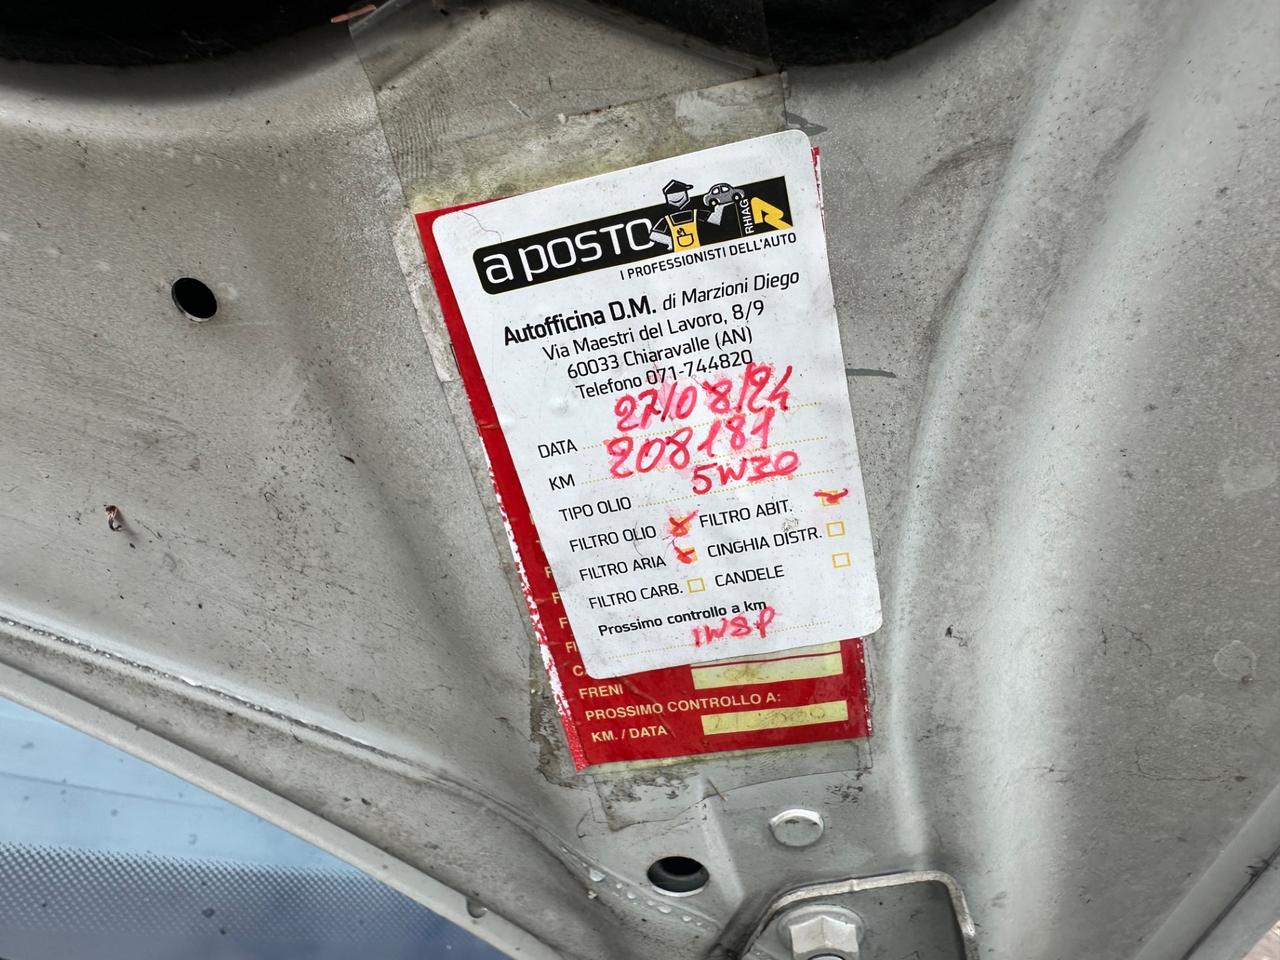 a posto
RHIAG
I PROFESSIONISTI DELL'AUTO
Autofficina D.M. di Marzioni Diego
Via Maestri del Lavoro, 8/9
60033 Chiaravalle (AN)
Telefono 071-744820
DATA 27/08/24
KM 208181
TIPO OLIO 5W30
FILTRO OLIO FILTRO ABIT.
FILTRO ARIA CINGHIA DISTR.
FILTRO CARB. CANDELE
Prossimo controllo a km
FRENI
PROSSIMO CONTROLLO A:
KM. / DATA